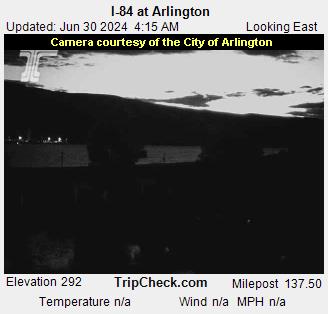 I-84 at Arlington
Updated: Jun 30 2024 4:15 AM Looking East
Camera courtesy of the City of Arlington
Elevation 292 TripCheck.com Milepost 137.50
Temperature n/a Wind n/a MPH n/a